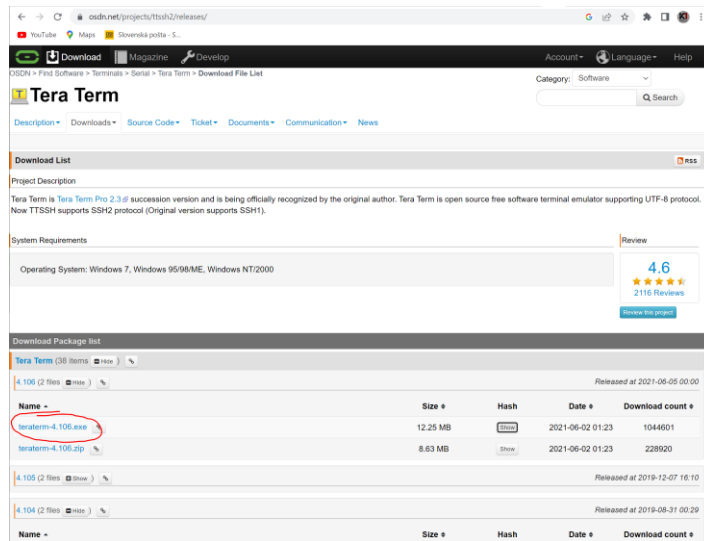 osdn.net/projects/ttssh2/releases/
YouTube Maps Slovenská pošta - S...
Download Magazine Develop Account Language Help
OSDN > Find Software > Terminals > Serial > Tera Term > Download File List
Category: Software
Tera Term
Search
Description Downloads Source Code Ticket Documents Communication News
Download List RSS
Project Description
Tera Term is Tera Term Pro 2.3 succession version and is being officially recognized by the original author. Tera Term is open source free software terminal emulator supporting UTF-8 protocol.
Now TTSSH supports SSH2 protocol (Original version supports SSH1).
System Requirements
Operating System: Windows 7, Windows 95/98/ME, Windows NT/2000
Review
4.6
2116 Reviews
Review this project
Download Package list
Tera Term (36 items Hide )
4.106 (2 files Hide ) Released at 2021-06-05 00:00
Name Size Hash Date Download count
teraterm-4.106.exe 12.25 MB Show 2021-06-02 01:23 1044601
teraterm-4.106.zip 8.63 MB Show 2021-06-02 01:23 228920
4.105 (2 files Show ) Released at 2019-12-07 16:10
4.104 (2 files Hide ) Released at 2019-08-31 00:29
Name Size Hash Date Download count